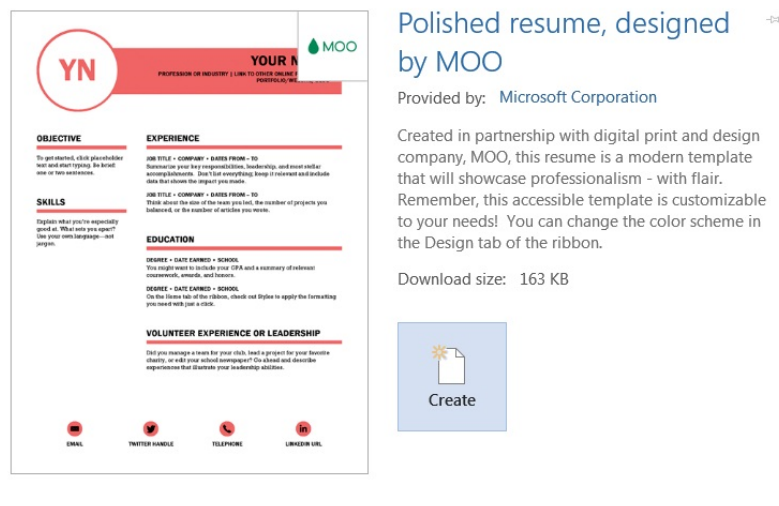 YN
MOO
YOUR N
PROFESSION OR INDUSTRY | LINK TO OTHER ONLINE
OBJECTIVE
To get started, click placeholder
text and start typing. Be brief:
one or two sentences.
SKILLS
Explain what you're especially
good at. What sets you apart?
Use your own language—not
jargon.
EXPERIENCE
JOB TITLE • COMPANY • DATES FROM – TO
Summarize your key responsibilities, leadership, and most stellar
accomplishments. Don't list everything; keep it relevant and include
data that shows the impact you made.
JOB TITLE • COMPANY • DATES FROM – TO
Think about the size of the team you led, the number of projects you
balanced, or the number of articles you wrote.
EDUCATION
DEGREE • DATE EARNED • SCHOOL
You might want to include your GPA and a summary of relevant
coursework, awards, and honors.
DEGREE • DATE EARNED • SCHOOL
On the Home tab of the ribbon, check out Styles to apply the formatting
you need with just a click.
VOLUNTEER EXPERIENCE OR LEADERSHIP
Did you manage a team for your club, lead a project for your favorite
charity, or edit your school newspaper? Go ahead and describe
experiences that illustrate your leadership abilities.
in
EMAIL
TWITTER HANDLE
TELEPHONE
LINKEDIN URL
Polished resume, designed
by MOO
Provided by: Microsoft Corporation
Created in partnership with digital print and design
company, MOO, this resume is a modern template
that will showcase professionalism - with flair.
Remember, this accessible template is customizable
to your needs! You can change the color scheme in
the Design tab of the ribbon.
Download size: 163 KB
Create